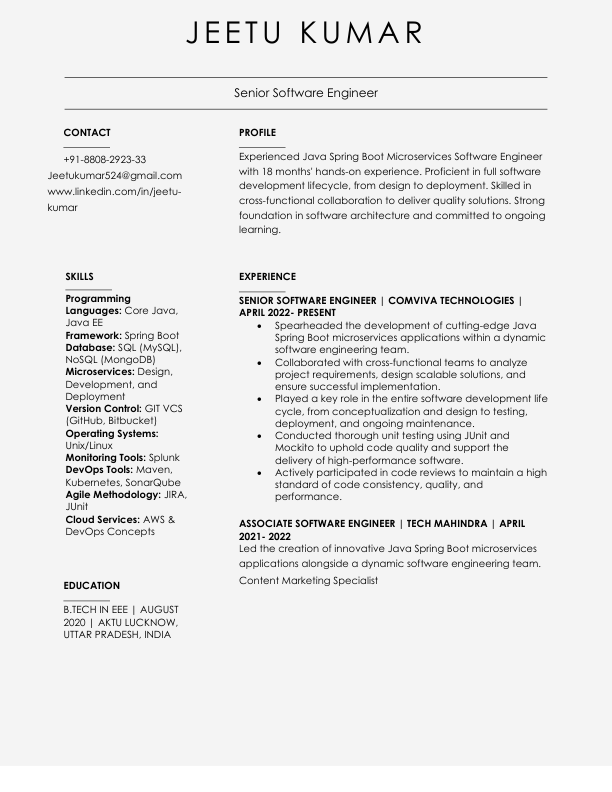 JEETU KUMAR
Senior Software Engineer
CONTACT
+91-8808-2923-33
Jeetukumar524@gmail.com
www.linkedin.com/in/jeetu-
kumar
PROFILE
Experienced Java Spring Boot Microservices Software Engineer
with 18 months' hands-on experience. Proficient in full software
development lifecycle, from design to deployment. Skilled in
cross-functional collaboration to deliver quality solutions. Strong
foundation in software architecture and committed to ongoing
learning.
SKILLS
Programming
Languages: Core Java,
Java EE
Framework: Spring Boot
Database: SQL (MySQL),
NoSQL (MongoDB)
Microservices: Design,
Development, and
Deployment
Version Control: GIT VCS
(GitHub, Bitbucket)
Operating Systems:
Unix/Linux
Monitoring Tools: Splunk
DevOps Tools: Maven,
Kubernetes, SonarQube
Agile Methodology: JIRA,
JUnit
Cloud Services: AWS &
DevOps Concepts
EDUCATION
B.TECH IN EEE | AUGUST
2020 | AKTU LUCKNOW,
UTTAR PRADESH, INDIA
EXPERIENCE
SENIOR SOFTWARE ENGINEER | COMVIVA TECHNOLOGIES |
APRIL 2022- PRESENT
• Spearheaded the development of cutting-edge Java
Spring Boot microservices applications within a dynamic
software engineering team.
• Collaborated with cross-functional teams to analyze
project requirements, design scalable solutions, and
ensure successful implementation.
• Played a key role in the entire software development life
cycle, from conceptualization and design to testing,
deployment, and ongoing maintenance.
• Conducted thorough unit testing using JUnit and
Mockito to uphold code quality and support the
delivery of high-performance software.
• Actively participated in code reviews to maintain a high
standard of code consistency, quality, and
performance.
ASSOCIATE SOFTWARE ENGINEER | TECH MAHINDRA | APRIL
2021- 2022
Led the creation of innovative Java Spring Boot microservices
applications alongside a dynamic software engineering team.
Content Marketing Specialist